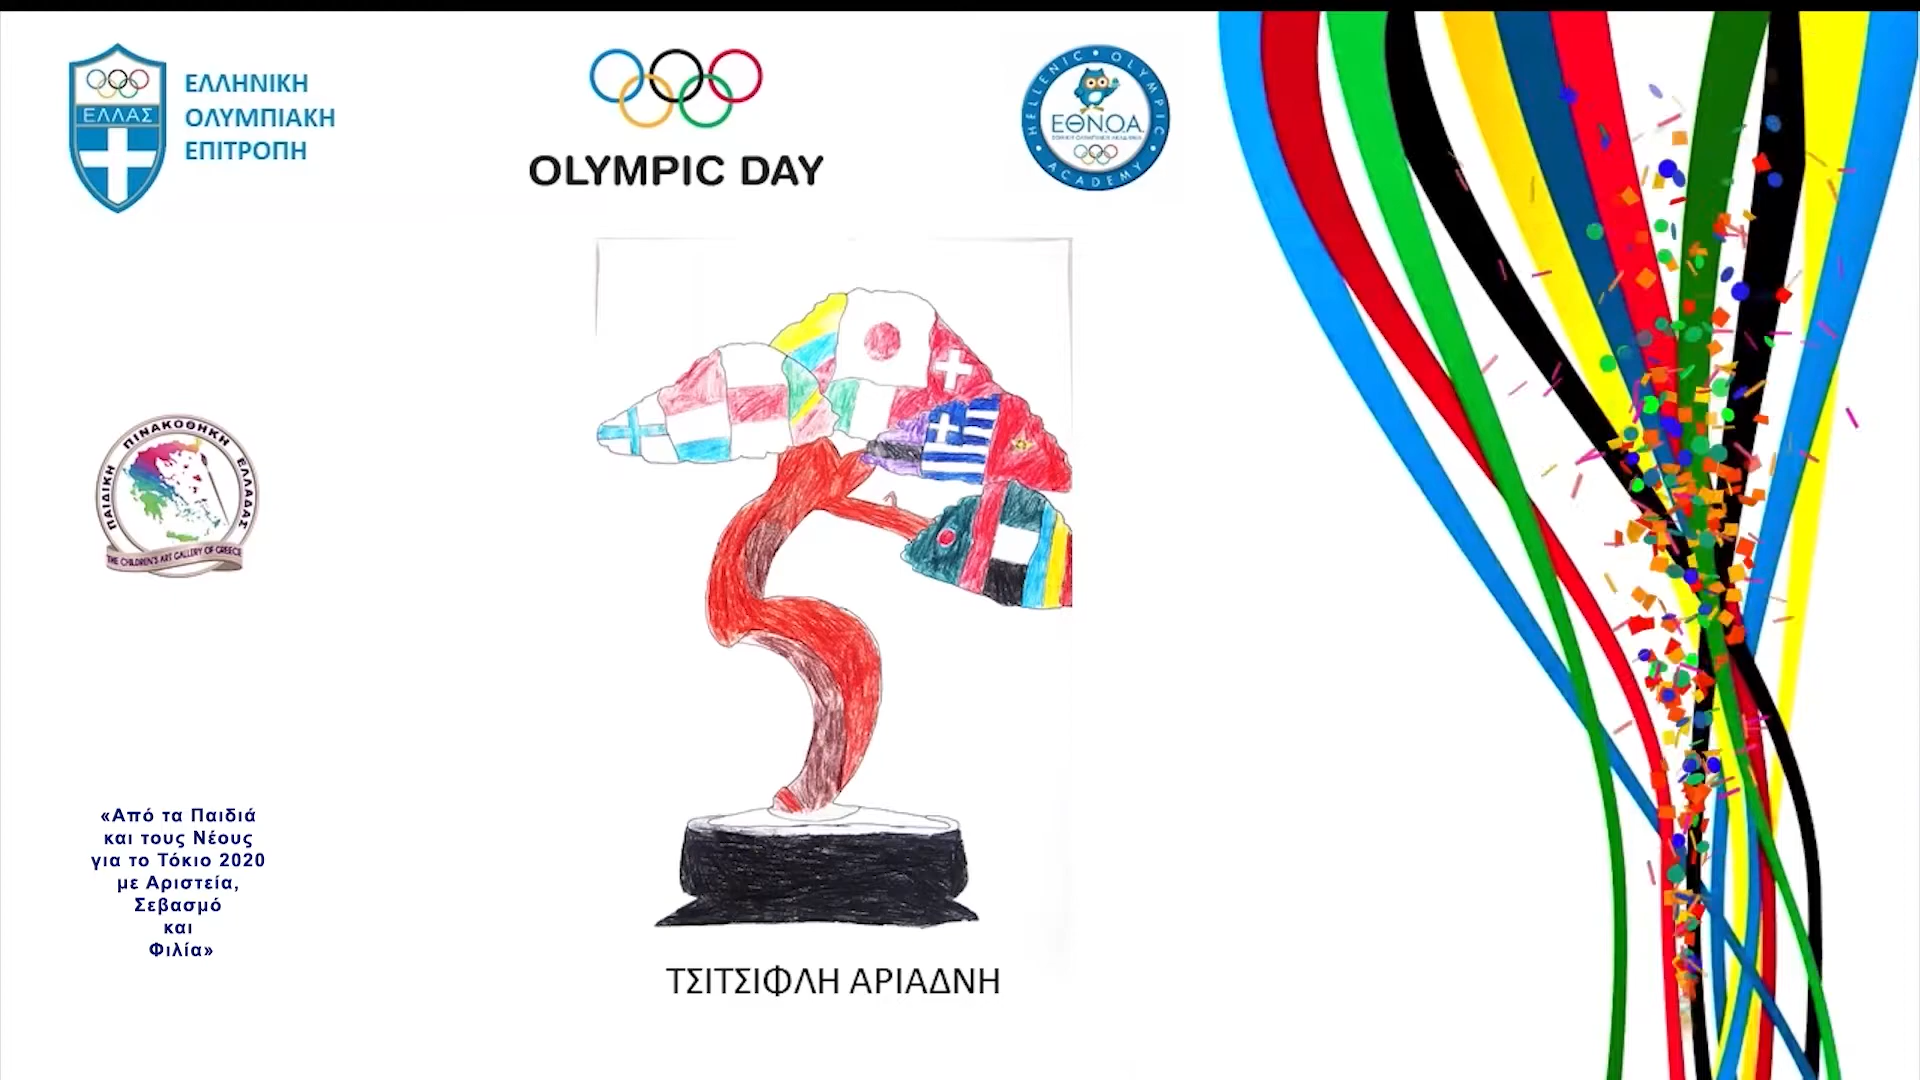 ΕΛΛΑΣ
ΕΛΛΗΝΙΚΗ
ΟΛΥΜΠΙΑΚΗ
ΕΠΙΤΡΟΠΗ
OLYMPIC DAY
HELLENIC • OLYMPIC
ΕΘΝ.Ο.Α.
ACADEMY
ΠΑΙΔΙΚΗ ΠΙΝΑΚΟΘΗΚΗ ΕΛΛΑΔΑΣ
THE CHILDREN'S ART GALLERY OF GREECE
«Από τα Παιδιά
και τους Νέους
για το Τόκιο 2020
με Αριστεία,
Σεβασμό
και
Φιλία»
ΤΣΙΤΣΙΦΛΗ ΑΡΙΑΔΝΗ